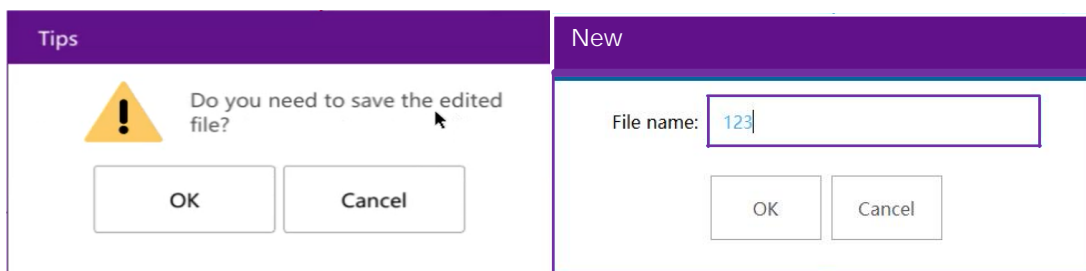 Tips
Do you need to save the edited
file?
OK
Cancel
New
File name:
123
OK
Cancel